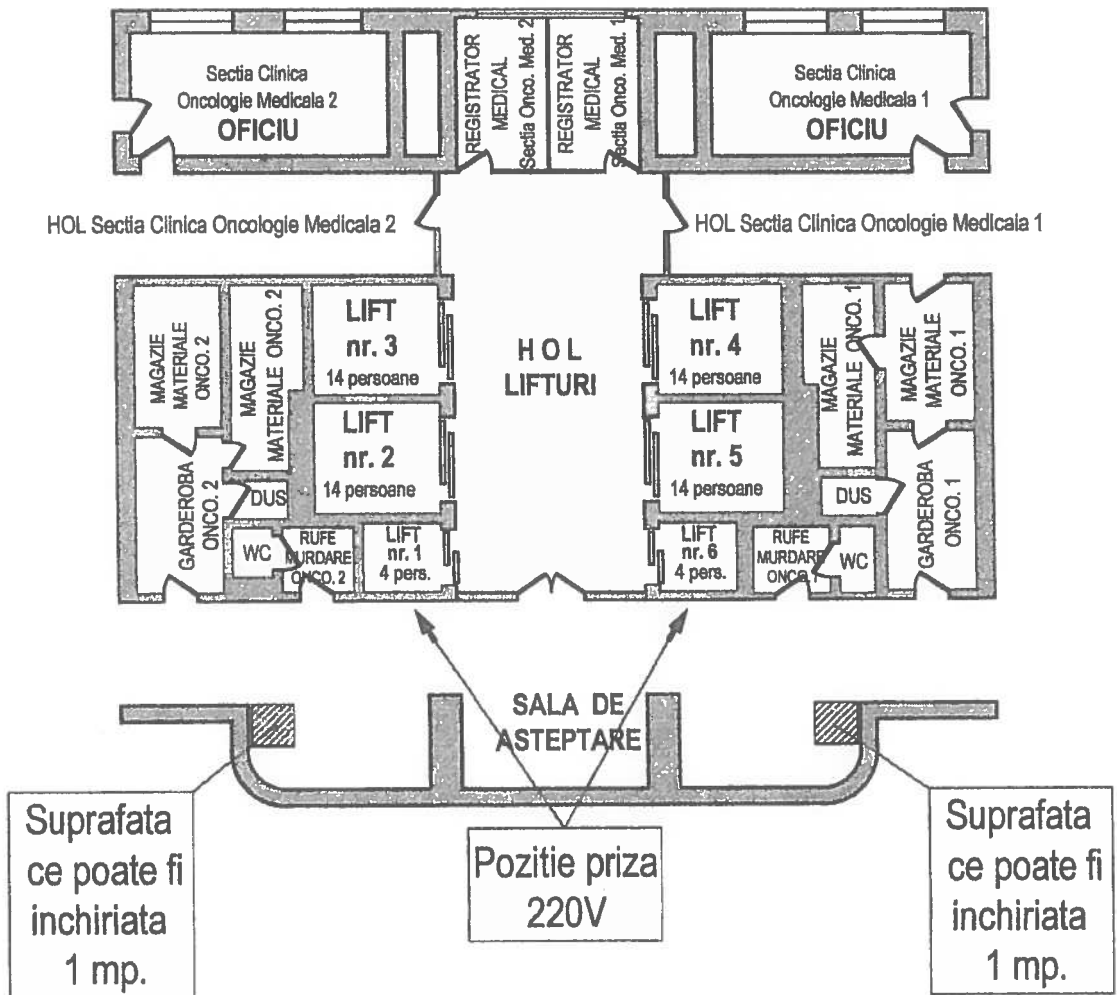 Sectia Clinica
Oncologie Medicala 2
OFICIU
REGISTRATOR
MEDICAL
Sectia Onco. Med. 2
REGISTRATOR
MEDICAL
Sectia Onco. Med. 1
Sectia Clinica
Oncologie Medicala 1
OFICIU
HOL Sectia Clinica Oncologie Medicala 2
HOL Sectia Clinica Oncologie Medicala 1
MAGAZIE
MATERIALE
ONCO. 2
MAGAZIE
MATERIALE ONCO. 2
LIFT
nr. 3
14 persoane
HOL
LIFTURI
LIFT
nr. 4
14 persoane
MAGAZIE
MATERIALE ONCO. 1
MAGAZIE
MATERIALE
ONCO. 1
LIFT
nr. 2
14 persoane
LIFT
nr. 5
14 persoane
GARDEROBA
ONCO. 2
DUS
WC
RUFE
MURDARE
ONCO. 2
LIFT
nr. 1
4 pers.
LIFT
nr. 6
4 pers.
RUFE
MURDARE
ONCO. 1
DUS
WC
GARDEROBA
ONCO. 1
SALA DE
ASTEPTARE
Suprafata
ce poate fi
inchiriata
1 mp.
Pozitie priza
220V
Suprafata
ce poate fi
inchiriata
1 mp.